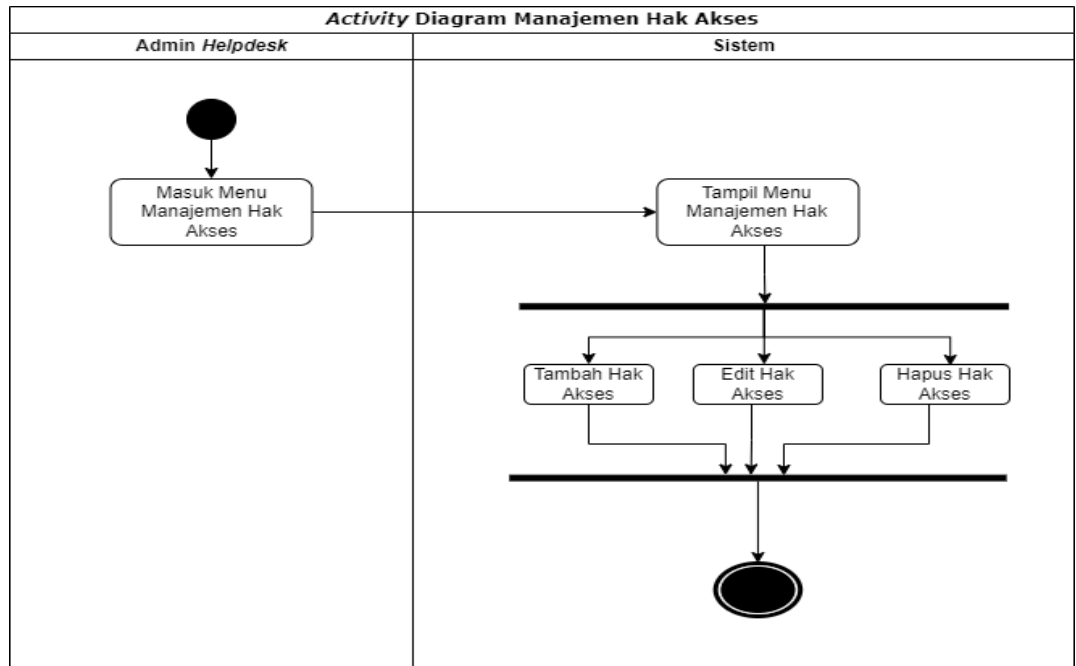 Activity Diagram Manajemen Hak Akses
Admin Helpdesk
Sistem
Masuk Menu
Manajemen Hak
Akses
Tampil Menu
Manajemen Hak
Akses
Tambah Hak
Akses
Edit Hak
Akses
Hapus Hak
Akses